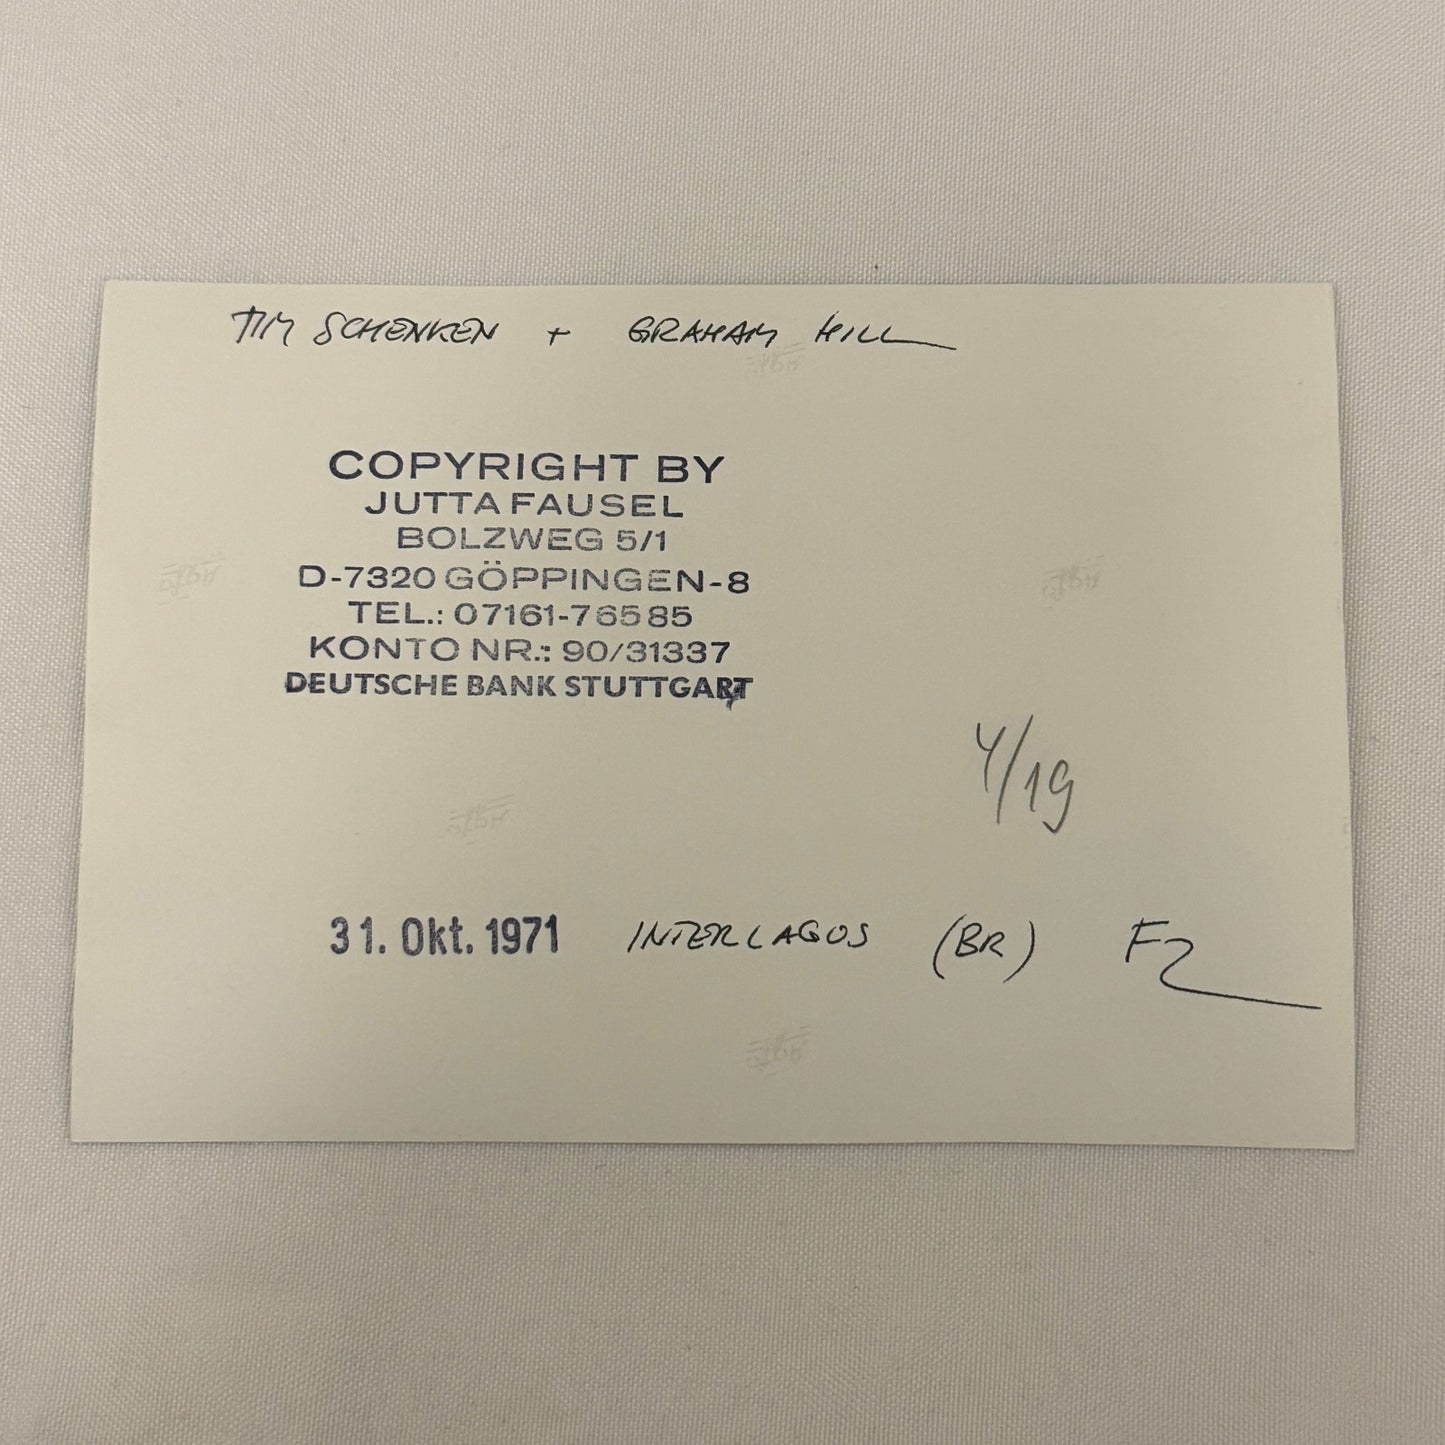 TIM SCHENKEN + GRAHAM HILL
COPYRIGHT BY
JUTTA FAUSEL
BOLZWEG 5/1
D-7320 GÖPPINGEN-8
TEL.: 07161-76585
KONTO NR.: 90/31337
DEUTSCHE BANK STUTTGART
4/19
31. Okt. 1971 INTERLAGOS (BR) F2